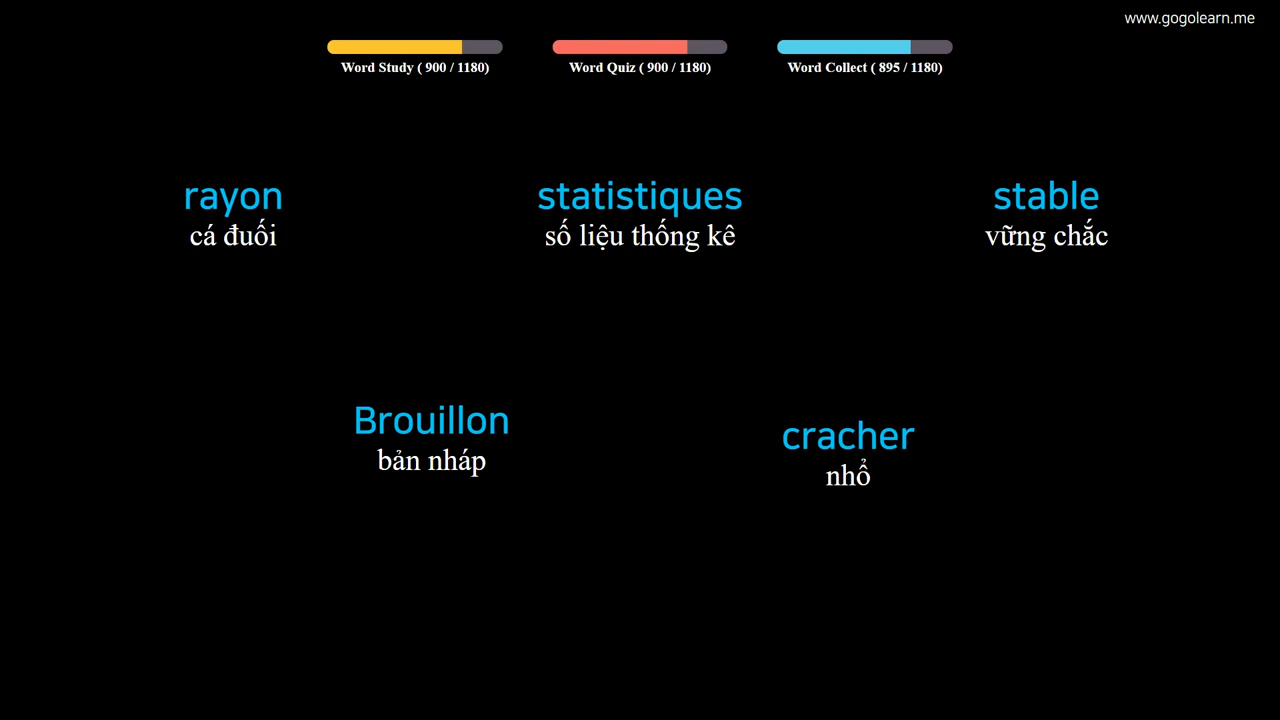 www.gogolearn.me
Word Study ( 900 / 1180)
Word Quiz ( 900 / 1180)
Word Collect ( 895 / 1180)
rayon
cá đuối
statistiques
số liệu thống kê
stable
vững chắc
Brouillon
bản nháp
cracher
nhổ